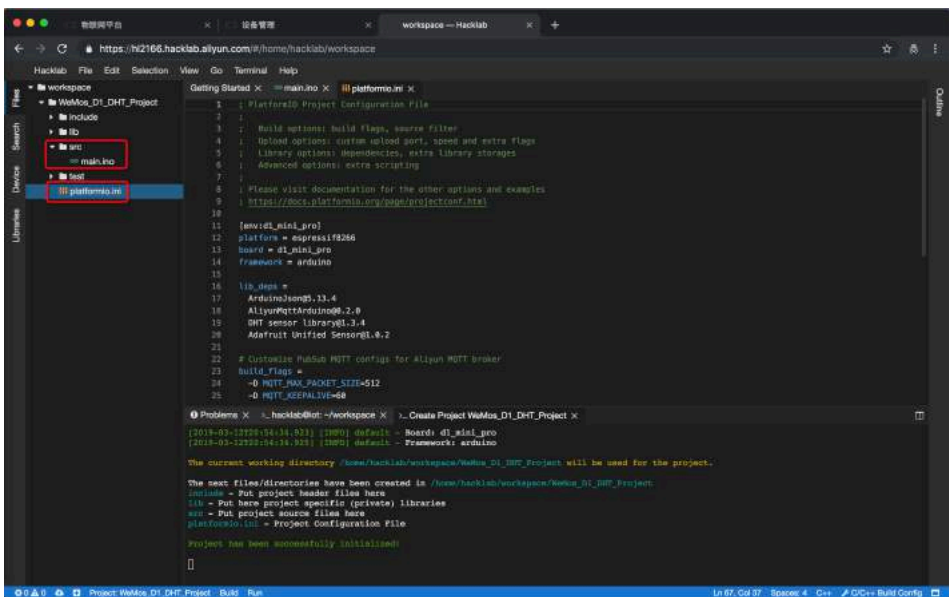 物联网平台
设备管理
workspace — Hacklab
https://hl2166.hacklab.aliyun.com/#/home/hacklab/workspace
Hacklab File Edit Selection View Go Terminal Help
Files
Search
Device
Libraries
workspace
WeMos_D1_DHT_Project
include
lib
src
main.ino
test
platformio.ini
Getting Started × main.ino × platformio.ini ×
Outline
1 ; PlatformIO Project Configuration File
2 ;
3 ; Build options: build flags, source filter
4 ; Upload options: custom upload port, speed and extra flags
5 ; Library options: dependencies, extra library storages
6 ; Advanced options: extra scripting
7 ;
8 ; Please visit documentation for the other options and examples
9 ; https://docs.platformio.org/page/projectconf.html
10
11 [env:d1_mini_pro]
12 platform = espressif8266
13 board = d1_mini_pro
14 framework = arduino
15
16 lib_deps =
17 ArduinoJson@5.13.4
18 AliyunMqttArduino@0.2.0
19 DHT sensor library@1.3.4
20 Adafruit Unified Sensor@1.0.2
21
22 # Customize PubSub MQTT configs for Aliyun MQTT broker
23 build_flags =
24 -D MQTT_MAX_PACKET_SIZE=512
25 -D MQTT_KEEPALIVE=60
Problems × >_ hacklab@iot: ~/workspace × >_ Create Project WeMos_D1_DHT_Project ×
[INFO] default - Board: d1_mini_pro
[INFO] default - Framework: arduino
The current working directory /home/hacklab/workspace/WeMos_D1_DHT_Project will be used for the project.
The next files/directories have been created in /home/hacklab/workspace/WeMos_D1_DHT_Project
include - Put project header files here
lib - Put here project specific (private) libraries
src - Put project source files here
platformio.ini - Project Configuration File
Project has been successfully initialized!
0 0 Project: WeMos_D1_DHT_Project Build Run
Ln 67, Col 37 Spaces: 4 C++ C/C++ Build Config